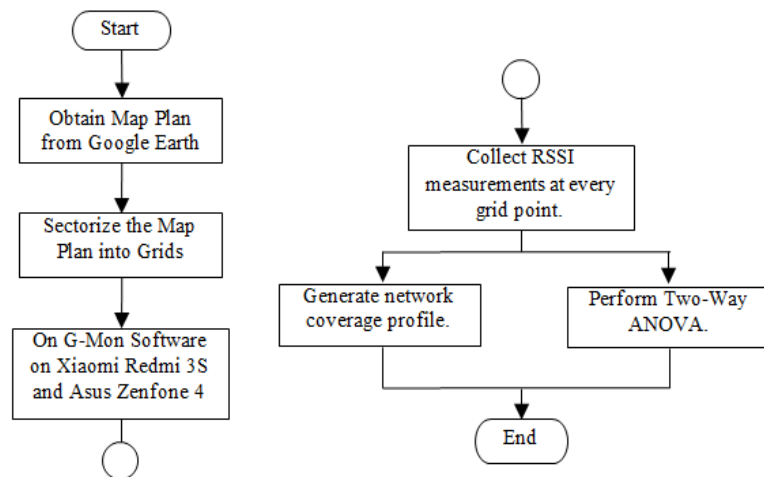 Start
Obtain Map Plan
from Google Earth
Sectorize the Map
Plan into Grids
On G-Mon Software
on Xiaomi Redmi 3S
and Asus Zenfone 4
Collect RSSI
measurements at every
grid point.
Generate network
coverage profile.
Perform Two-Way
ANOVA.
End